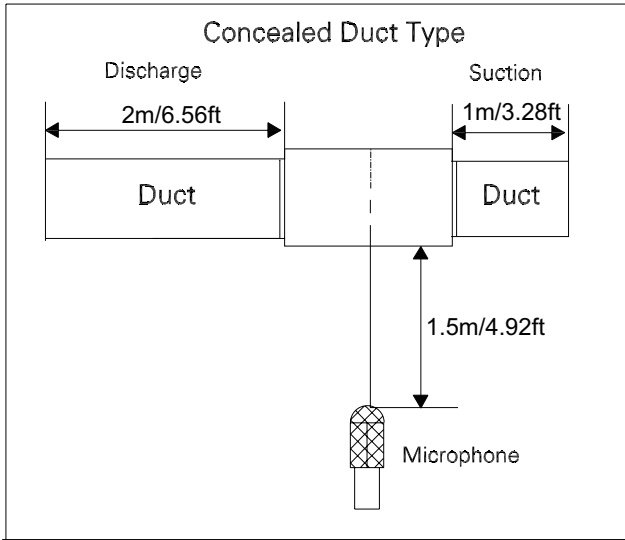 Concealed Duct Type
Discharge
Suction
2m/6.56ft
1m/3.28ft
Duct
Duct
1.5m/4.92ft
Microphone